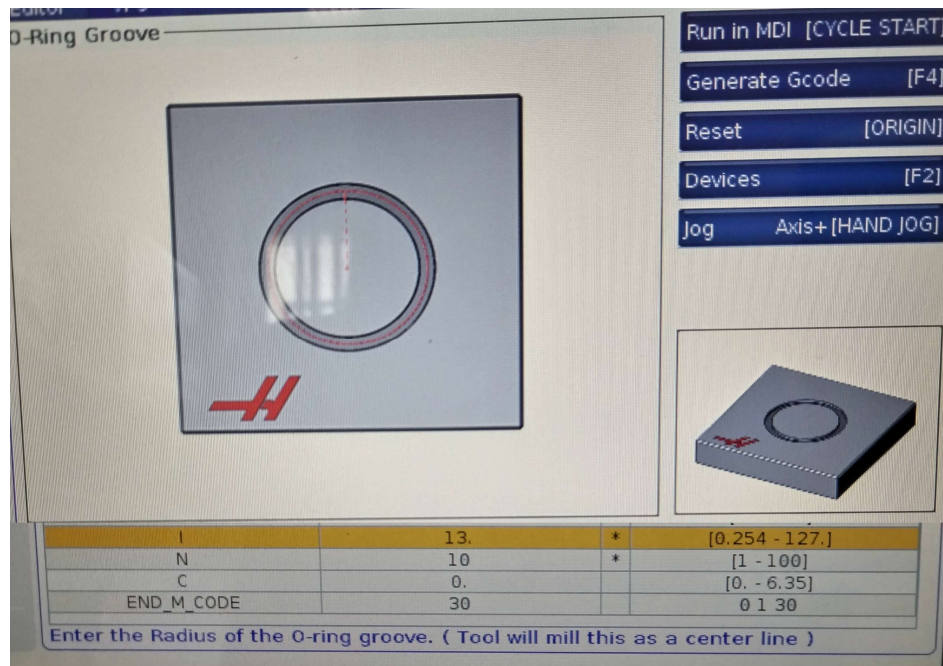 O-Ring Groove
Run in MDI [CYCLE START]
Generate Gcode [F4]
Reset [ORIGIN]
Devices [F2]
Jog Axis+[HAND JOG]
I 13. * [0.254 - 127.]
N 10 * [1 - 100]
C 0. [0. - 6.35]
END_M_CODE 30 0 1 30
Enter the Radius of the O-ring groove. ( Tool will mill this as a center line )